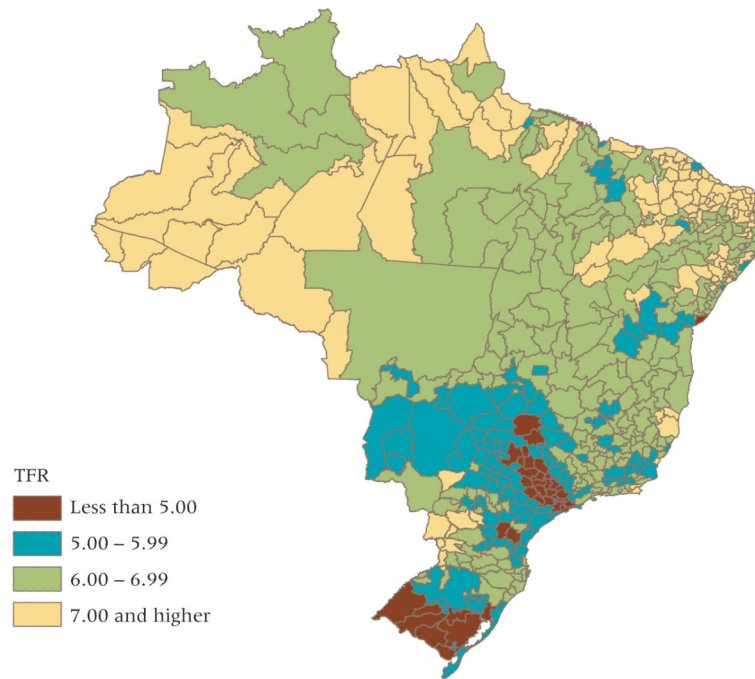 TFR
Less than 5.00
5.00 – 5.99
6.00 – 6.99
7.00 and higher